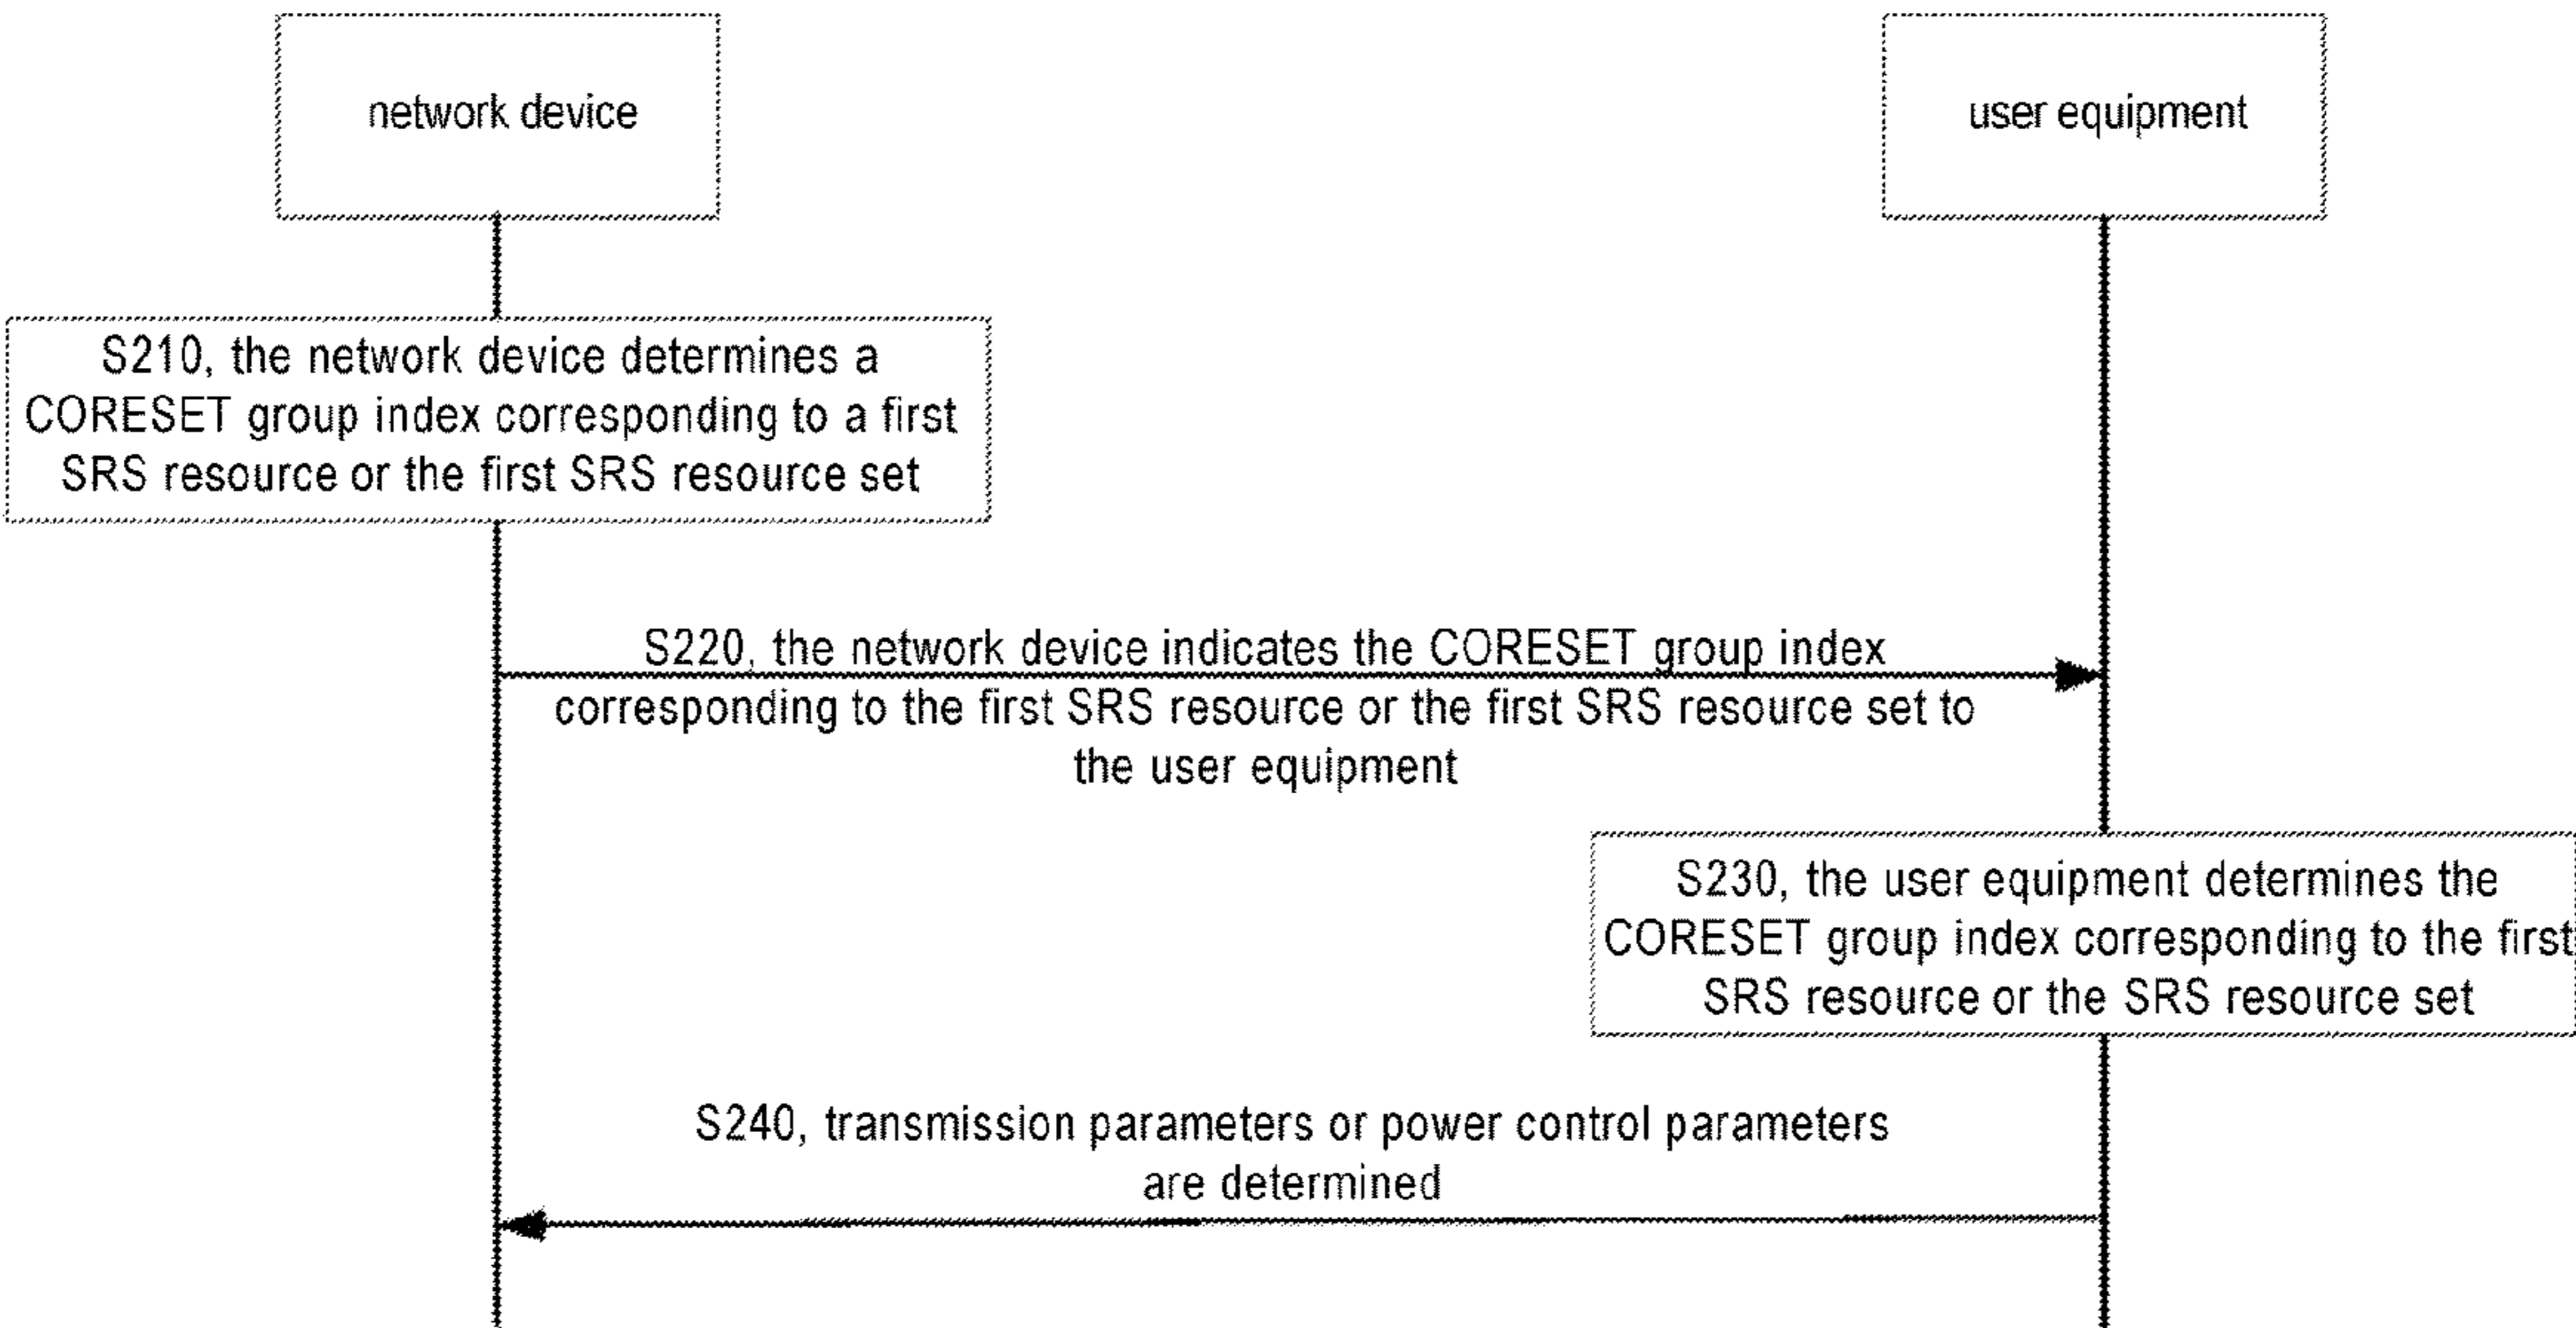 network device
user equipment
S210, the network device determines a
CORESET group index corresponding to a first
SRS resource or the first SRS resource set
S220, the network device indicates the CORESET group index
corresponding to the first SRS resource or the first SRS resource set to
the user equipment
S230, the user equipment determines the
CORESET group index corresponding to the first
SRS resource or the SRS resource set
S240, transmission parameters or power control parameters
are determined